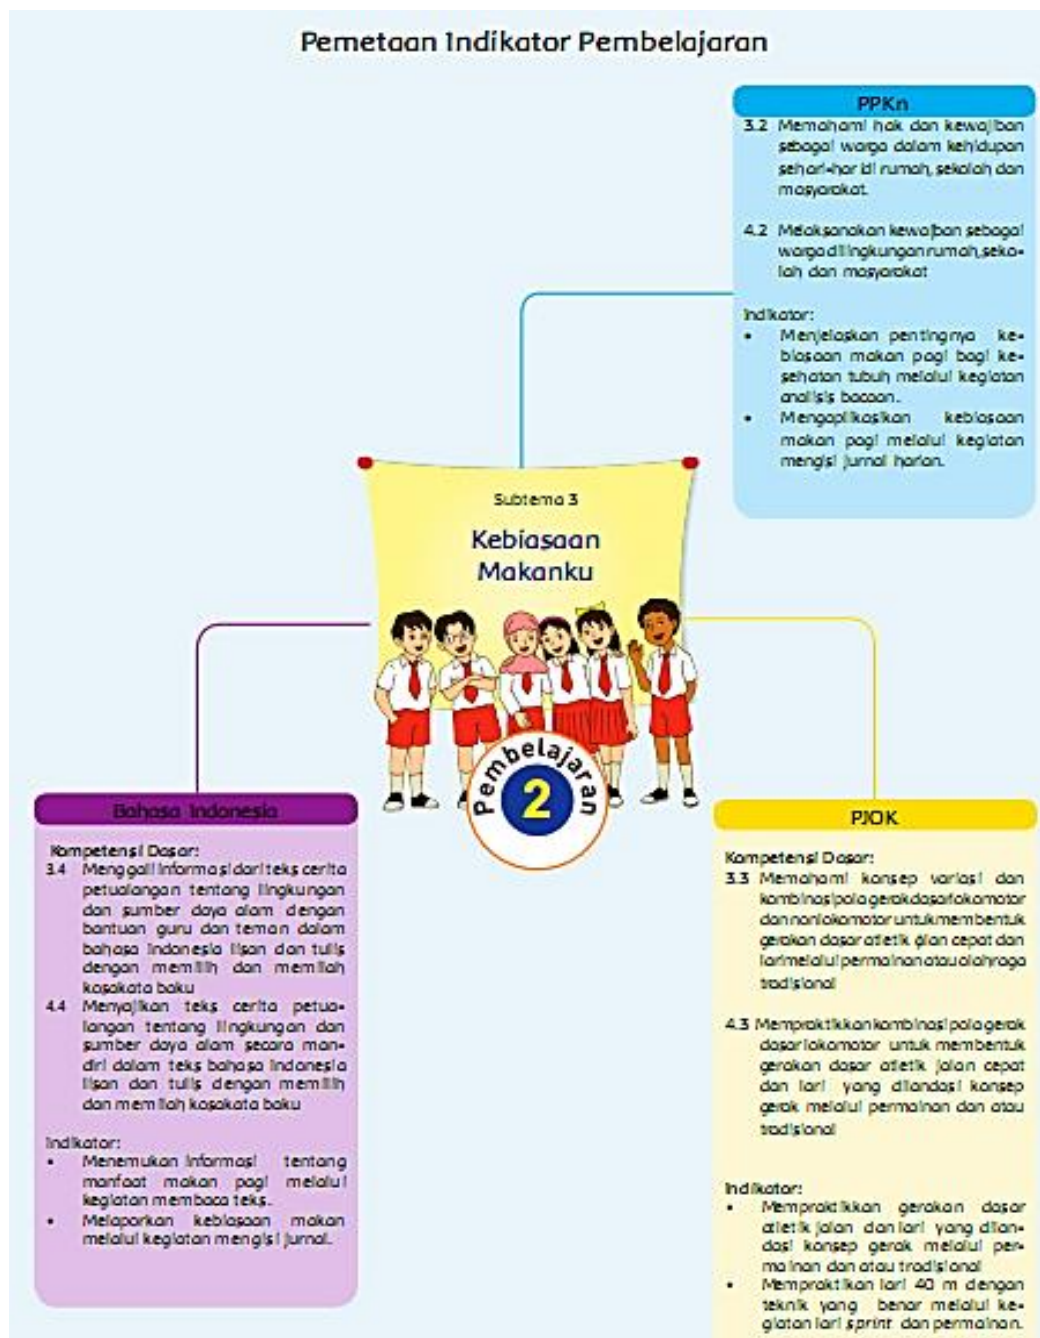 Pemetaan Indikator Pembelajaran
PPKn
3.2 Memahami hak dan kewajiban
sebagai warga dalam kehidupan
sehari-har idi rumah, sekolah dan
masyarakat.
4.2 Melaksanakan kewajban sebagai
warga dilingkungan rumah, seko-
lah dan masyarakat
Indikator:
• Menjelaskan pentingnya ke-
biasaan makan pagi bagi ke-
sehatan tubuh melalui kegiatan
analisis bacaan.
• Mengaplikasikan kebiasaan
makan pagi melalui kegiatan
mengisi jurnal harian.
Subtema 3
Kebiasaan
Makanku
Pembelajaran
2
Bahasa Indonesia
Kompetensi Dasar:
3.4 Menggali informasi dari teks cerita
petualangan tentang lingkungan
dan sumber daya alam dengan
bantuan guru dan teman dalam
bahasa Indonesia lisan dan tulis
dengan memilih dan memilah
kosakata baku
4.4 Menyajikan teks cerita petua-
langan tentang lingkungan dan
sumber daya alam secara man-
diri dalam teks bahasa Indonesia
lisan dan tulis dengan memilih
dan memilah kosakata baku
Indikator:
• Menemukan informasi tentang
manfaat makan pagi melalui
kegiatan membaca teks.
• Melaporkan kebiasaan makan
melalui kegiatan mengisi jurnal.
PJOK
Kompetensi Dasar:
3.3 Memahami konsep variasi dan
kombinasi pola gerak dasar lokomotor
dan nonlokomotor untuk membentuk
gerakan dasar atletik jalan cepat dan
lari melalui permainan atau olahraga
tradisional
4.3 Mempraktikkan kombinasi pola gerak
dasar lokomotor untuk membentuk
gerakan dasar atletik jalan cepat
dan lari yang dilandasi konsep
gerak melalui permainan dan atau
tradisional
Indikator:
• Mempraktikkan gerakan dasar
atletik jalan dan lari yang dilan-
dasi konsep gerak melalui per-
mainan dan atau tradisional
• Mempraktikan lari 40 m dengan
teknik yang benar melalui ke-
giatan lari sprint dan permainan.